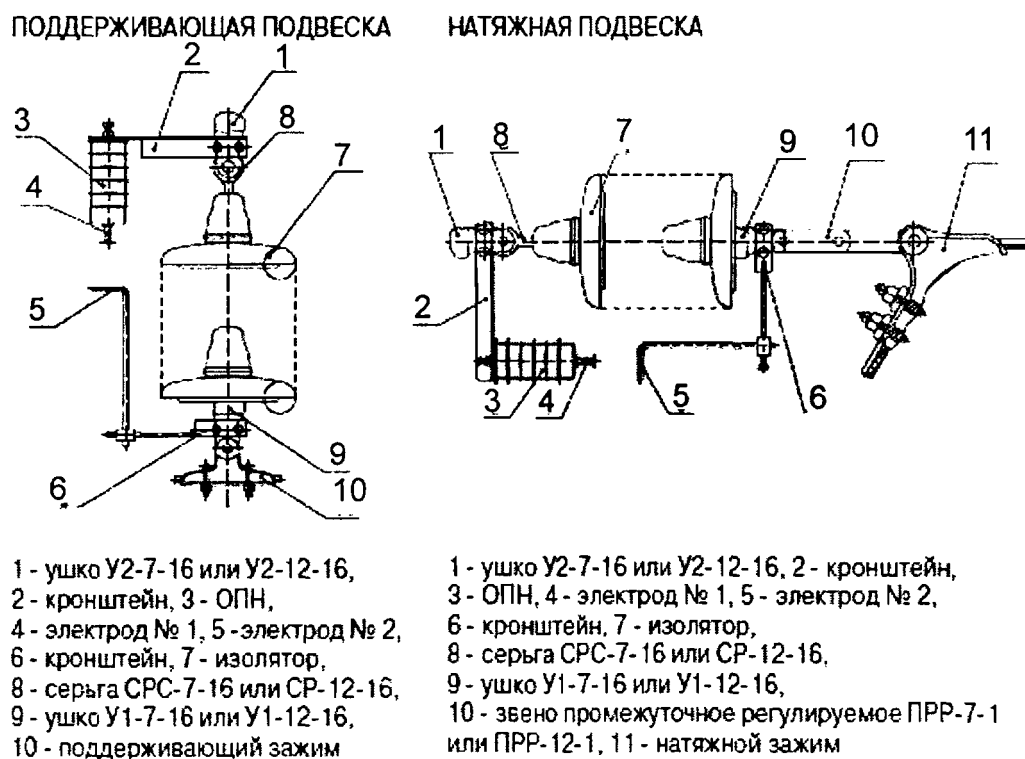 ПОДДЕРЖИВАЮЩАЯ ПОДВЕСКА
2
1
8
3
7
4
5
9
6
10
1 - ушко У2-7-16 или У2-12-16,
2 - кронштейн, 3 - ОПН,
4 - электрод № 1, 5 -электрод № 2,
6 - кронштейн, 7 - изолятор,
8 - серьга СРС-7-16 или СР-12-16,
9 - ушко У1-7-16 или У1-12-16,
10 - поддерживающий зажим
НАТЯЖНАЯ ПОДВЕСКА
1
8
7
9
10
11
2
3
4
5
6
1 - ушко У2-7-16 или У2-12-16, 2 - кронштейн,
3 - ОПН, 4 - электрод № 1, 5 - электрод № 2,
6 - кронштейн, 7 - изолятор,
8 - серьга СРС-7-16 или СР-12-16,
9 - ушко У1-7-16 или У1-12-16,
10 - звено промежуточное регулируемое ПРР-7-1
или ПРР-12-1, 11 - натяжной зажим